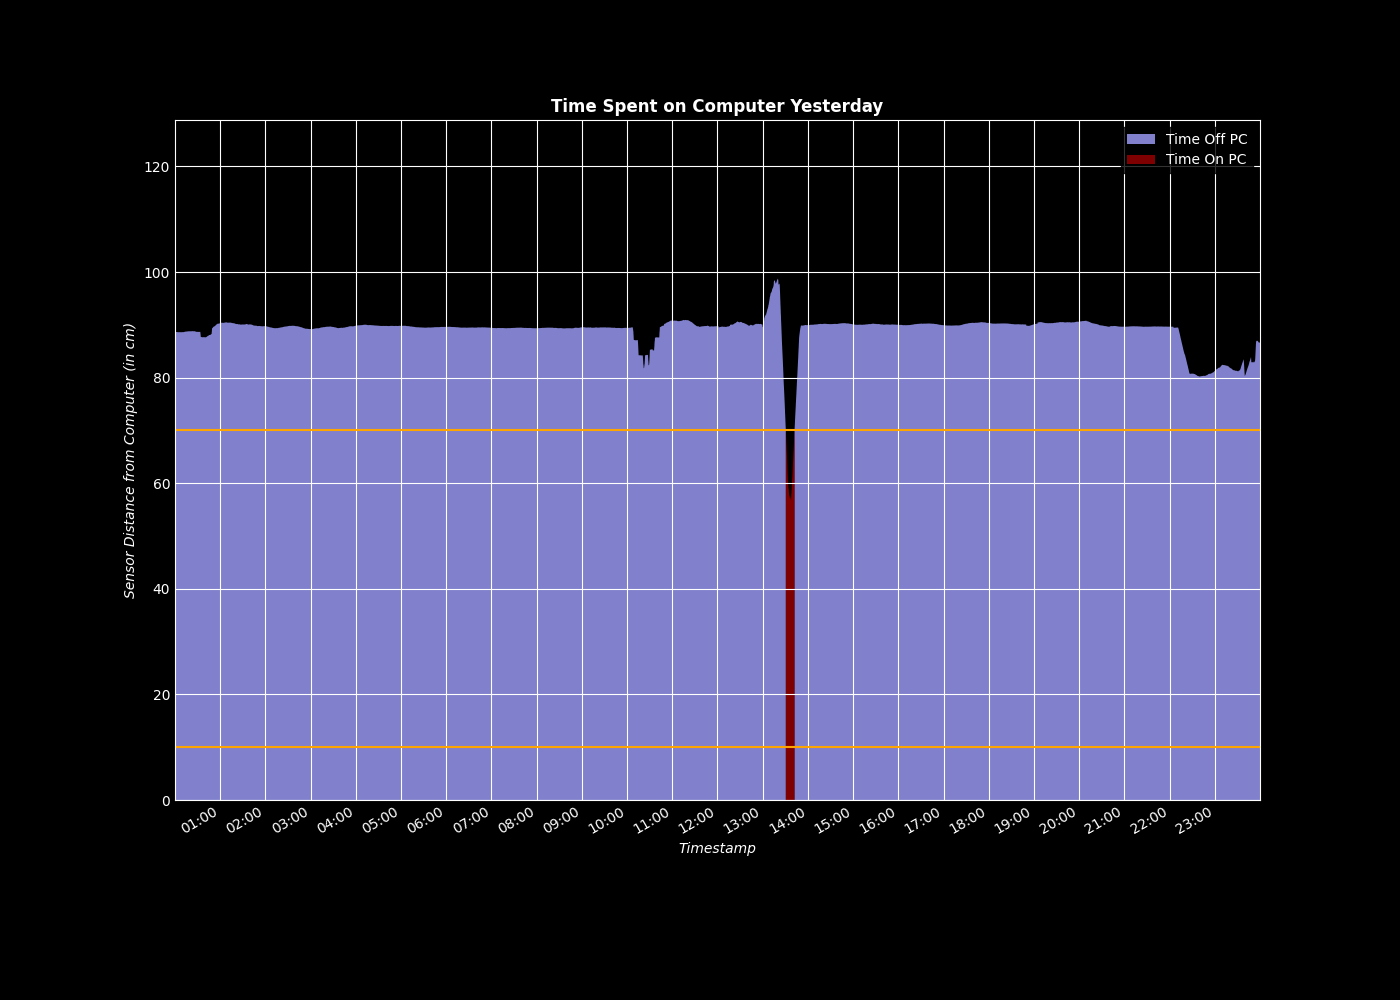 Time Spent on Computer Yesterday
Time Off PC
Time On PC
120
100
80
60
40
20
0
Sensor Distance from Computer (in cm)
01:00 02:00 03:00 04:00 05:00 06:00 07:00 08:00 09:00 10:00 11:00 12:00 13:00 14:00 15:00 16:00 17:00 18:00 19:00 20:00 21:00 22:00 23:00
Timestamp